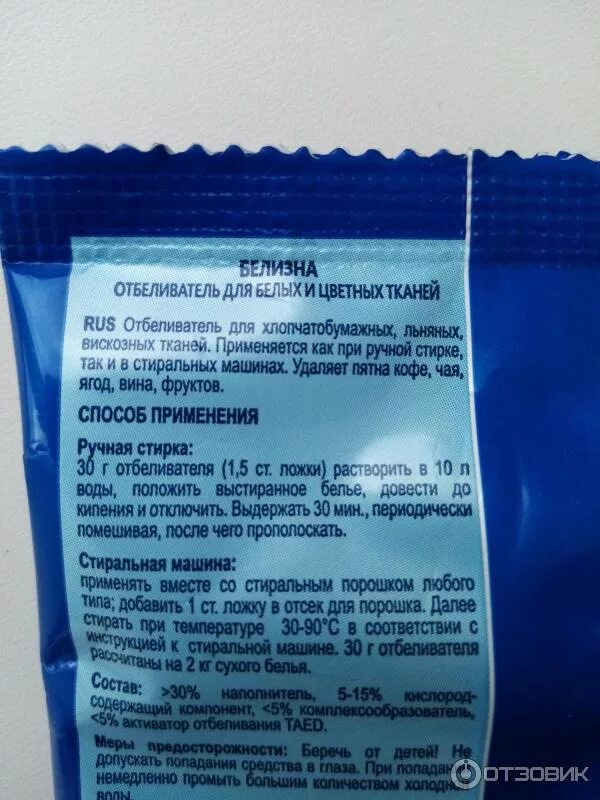 БЕЛИЗНА
ОТБЕЛИВАТЕЛЬ ДЛЯ БЕЛЫХ И ЦВЕТНЫХ ТКАНЕЙ
RUS Отбеливатель для хлопчатобумажных, льняных,
вискозных тканей. Применяется как при ручной стирке,
так и в стиральных машинах. Удаляет пятна кофе, чая,
ягод, вина, фруктов.
СПОСОБ ПРИМЕНЕНИЯ
Ручная стирка:
30 г отбеливателя (1,5 ст. ложки) растворить в 10 л
воды, положить выстиранное белье, довести до
кипения и отключить. Выдержать 30 мин., периодически
помешивая, после чего прополоскать.
Стиральная машина:
применять вместе со стиральным порошком любого
типа; добавить 1 ст. ложку в отсек для порошка. Далее
стирать при температуре 30-90°С в соответствии с
инструкцией к стиральной машине. 30 г отбеливателя
рассчитаны на 2 кг сухого белья.
Состав: >30% наполнитель, 5-15% кислород-
содержащий компонент, <5% комплексообразователь,
<5% активатор отбеливания TAED.
Меры предосторожности: Беречь от детей! Не
допускать попадания средства в глаза. При попадании
немедленно промыть большим количеством холодно
воды.
ОТЗОВИК